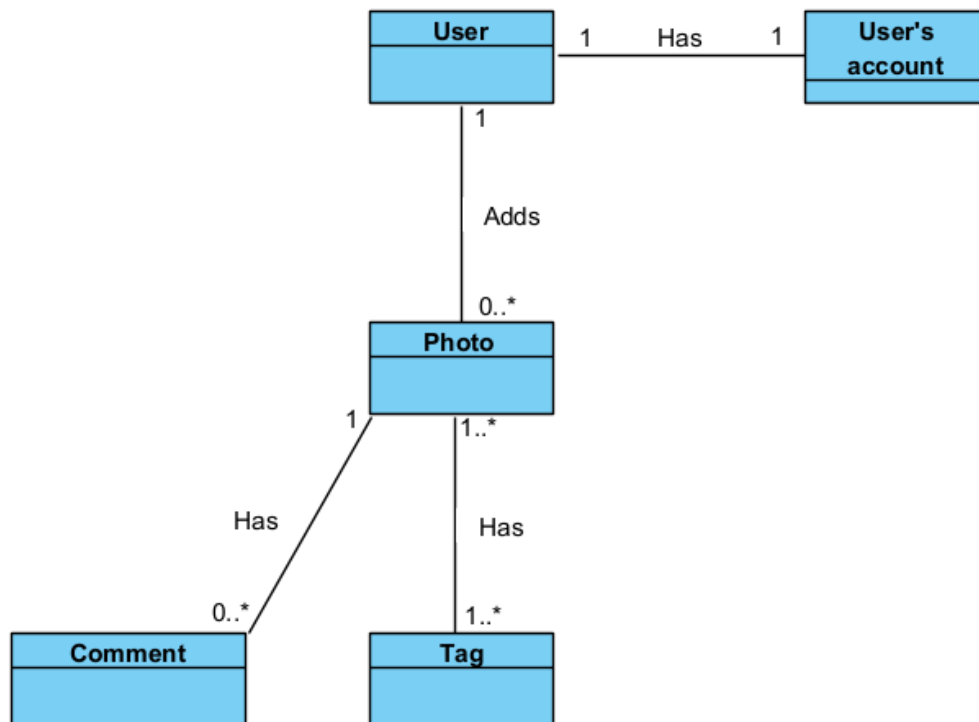 User
1 Has 1
User's
account
1
Adds
0..*
Photo
1
1..*
Has
Has
0..*
1..*
Comment
Tag